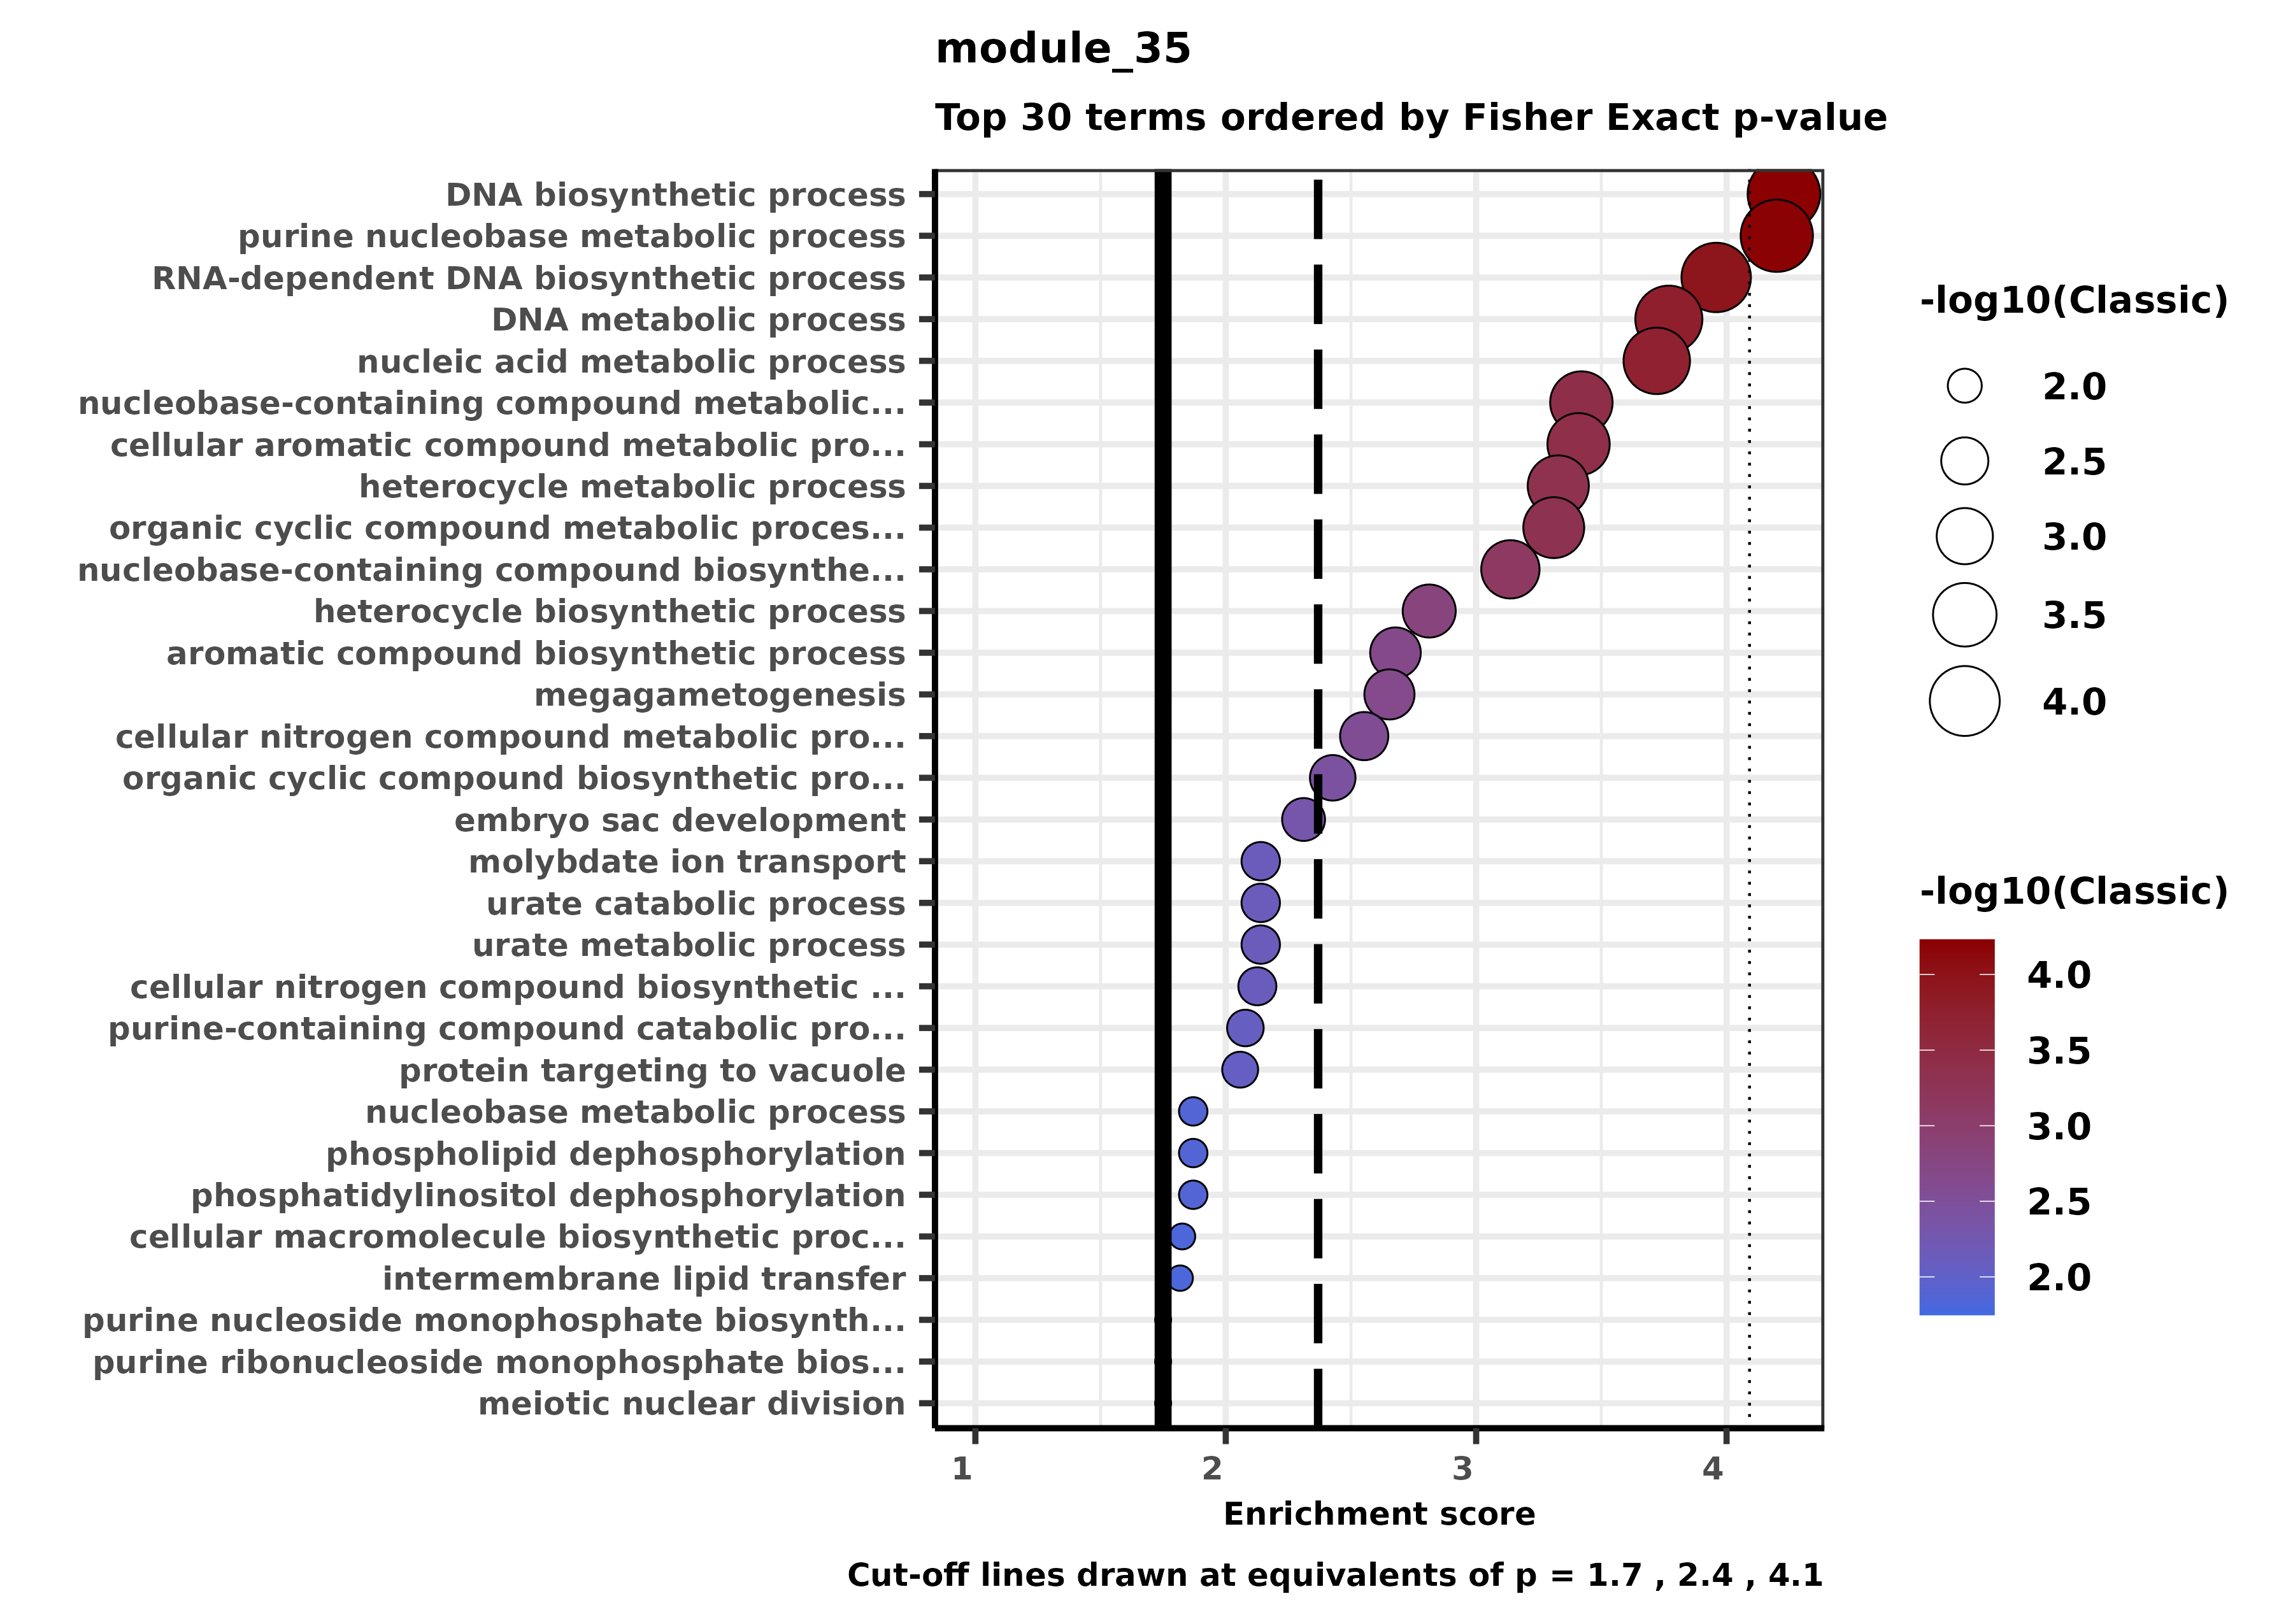 module_35
Top 30 terms ordered by Fisher Exact p-value
DNA biosynthetic process
purine nucleobase metabolic process
RNA-dependent DNA biosynthetic process
DNA metabolic process
nucleic acid metabolic process
nucleobase-containing compound metabolic...
cellular aromatic compound metabolic pro...
heterocycle metabolic process
organic cyclic compound metabolic proces...
nucleobase-containing compound biosynthe...
heterocycle biosynthetic process
aromatic compound biosynthetic process
megagametogenesis
cellular nitrogen compound metabolic pro...
organic cyclic compound biosynthetic pro...
embryo sac development
molybdate ion transport
urate catabolic process
urate metabolic process
cellular nitrogen compound biosynthetic ...
purine-containing compound catabolic pro...
protein targeting to vacuole
nucleobase metabolic process
phospholipid dephosphorylation
phosphatidylinositol dephosphorylation
cellular macromolecule biosynthetic proc...
intermembrane lipid transfer
purine nucleoside monophosphate biosynth...
purine ribonucleoside monophosphate bios...
meiotic nuclear division
1 2 3 4
Enrichment score
Cut-off lines drawn at equivalents of p = 1.7 , 2.4 , 4.1
-log10(Classic)
2.0
2.5
3.0
3.5
4.0
-log10(Classic)
4.0
3.5
3.0
2.5
2.0